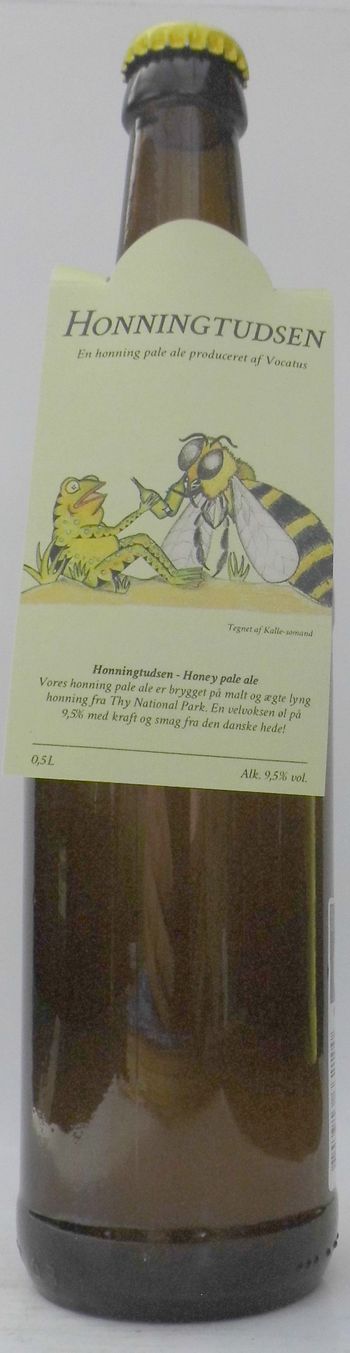 HONNINGTUDSEN
En honning pale ale produceret af Vocatus
Tegnet af Kalle-sømand
Honningtudsen - Honey pale ale
Vores honning pale ale er brygget på malt og ægte lyng
honning fra Thy National Park. En velvoksen øl på
9,5% med kraft og smag fra den danske hede!
0,5L
Alk. 9,5% vol.